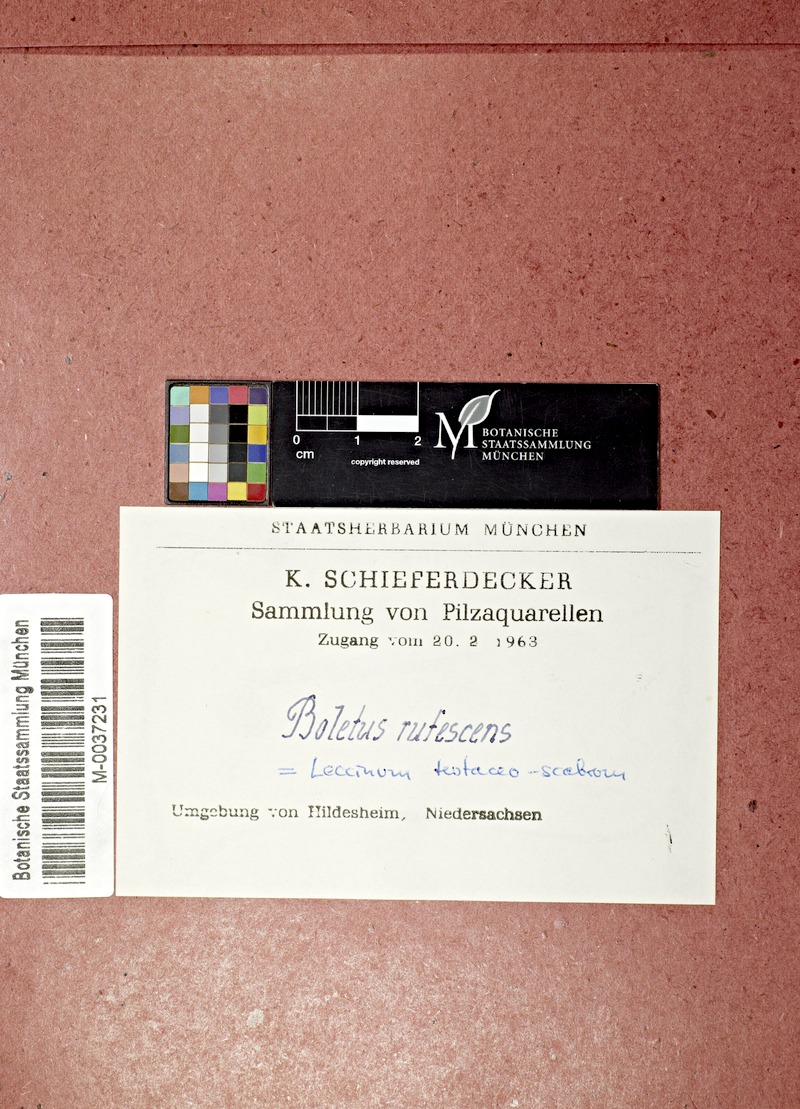 0 1 2
cm
copyright reserved
M BOTANISCHE
STAATSSAMMLUNG
MÜNCHEN
STAATSHERBARIUM MÜNCHEN
K. SCHIEFERDECKER
Sammlung von Pilzaquarellen
Zugang vom 20. 2 1963
Boletus rufescens
= Leccinum testaceo-scabrum
Umgebung von Hildesheim, Niedersachsen
Botanische Staatssammlung München
M-0037231